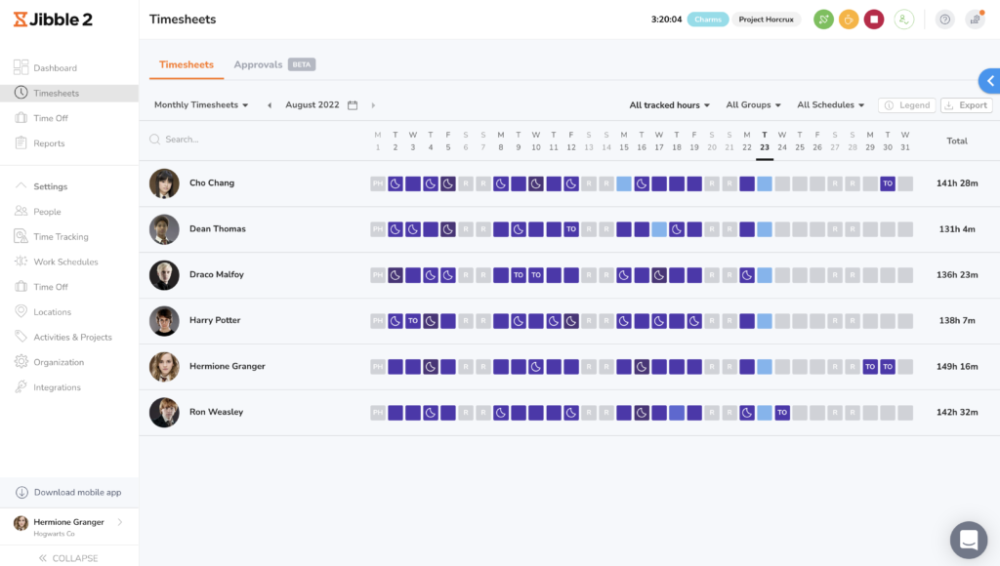 Jibble 2
Timesheets
3:20:04 Charms Project Horcrux
Dashboard
Timesheets
Time Off
Reports
Settings
People
Time Tracking
Work Schedules
Time Off
Locations
Activities & Projects
Organization
Integrations
Download mobile app
Hermione Granger
Hogwarts Co
COLLAPSE
Timesheets Approvals BETA
Monthly Timesheets August 2022 All tracked hours All Groups All Schedules Legend Export
Search... M T W T F S S M T W T F S S M T W T F S S M T W T F S S M T W Total
1 2 3 4 5 6 7 8 9 10 11 12 13 14 15 16 17 18 19 20 21 22 23 24 25 26 27 28 29 30 31
Cho Chang PH R R R R R R R R TO 141h 28m
Dean Thomas PH R R TO R R R R R R 131h 4m
Draco Malfoy PH R R TO TO R R R R R R 136h 23m
Harry Potter PH TO R R R R R R R R 138h 7m
Hermione Granger PH R R R R R R R R TO TO 149h 16m
Ron Weasley PH R R R R R R TO R R 142h 32m